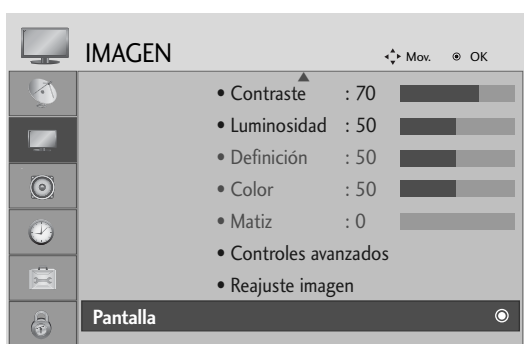 IMAGEN Mov. OK
• Contraste : 70
• Luminosidad : 50
• Definición : 50
• Color : 50
• Matiz : 0
• Controles avanzados
• Reajuste imagen
Pantalla